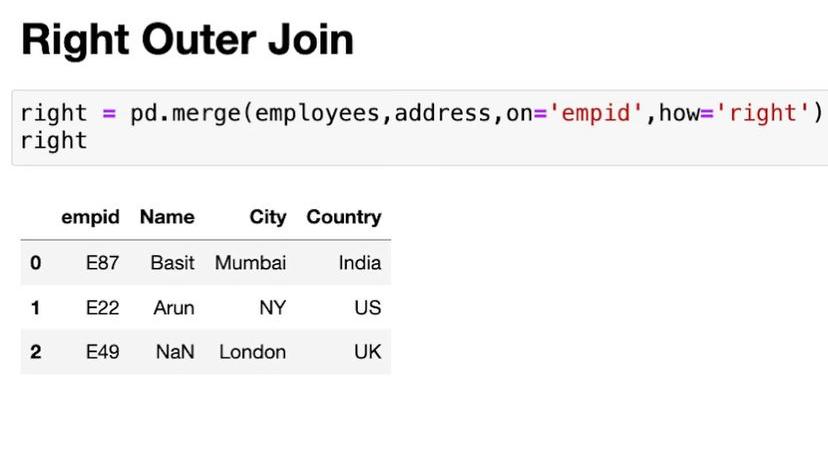 Right Outer Join
right = pd.merge(employees,address,on='empid',how='right')
right
empid Name City Country
0 E87 Basit Mumbai India
1 E22 Arun NY US
2 E49 NaN London UK